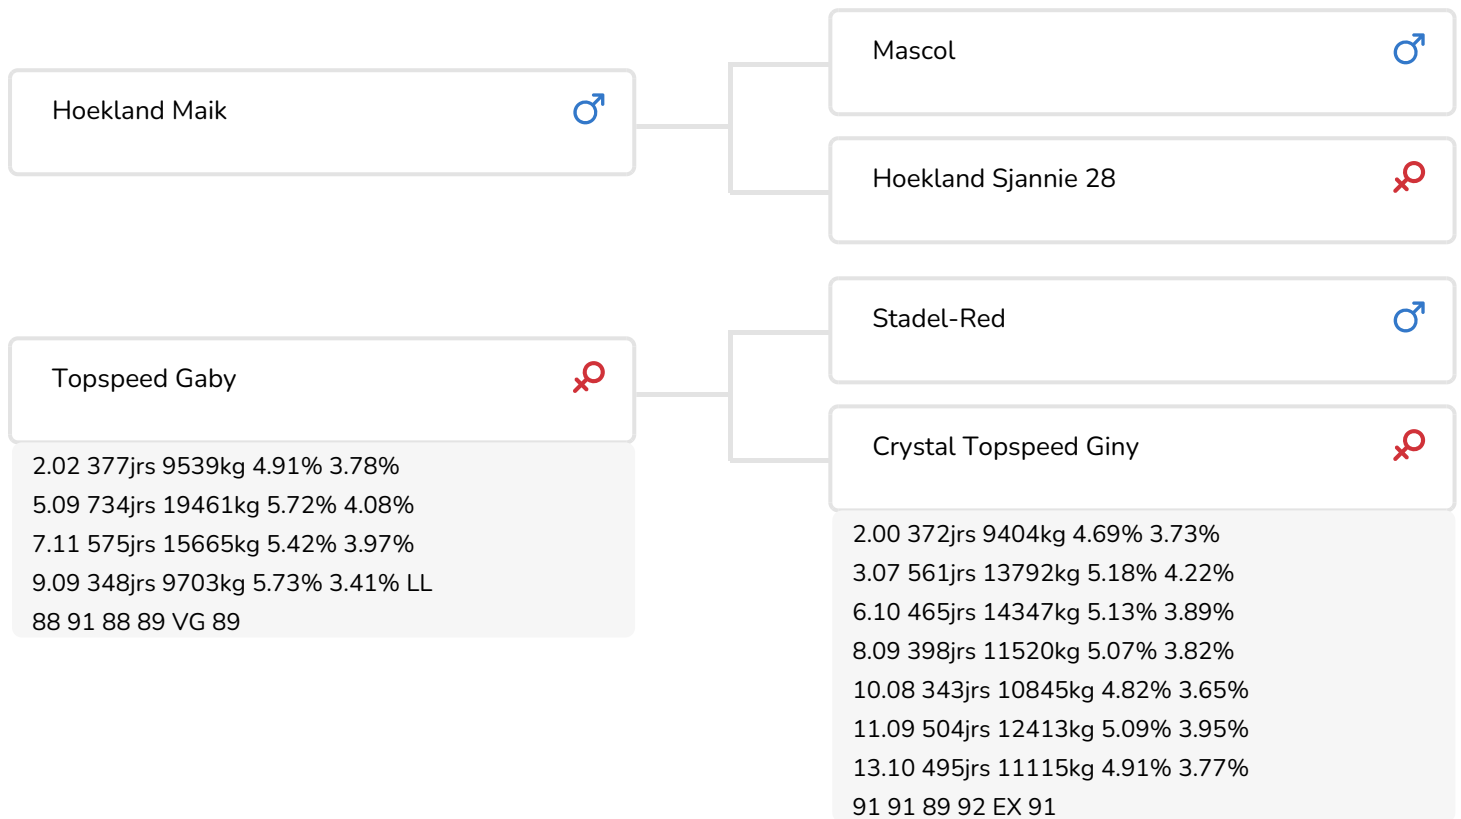 Hoekland Maik
Mascol
Hoekland Sjannie 28
Topspeed Gaby
2.02 377jrs 9539kg 4.91% 3.78%
5.09 734jrs 19461kg 5.72% 4.08%
7.11 575jrs 15665kg 5.42% 3.97%
9.09 348jrs 9703kg 5.73% 3.41% LL
88 91 88 89 VG 89
Stadel-Red
Crystal Topspeed Giny
2.00 372jrs 9404kg 4.69% 3.73%
3.07 561jrs 13792kg 5.18% 4.22%
6.10 465jrs 14347kg 5.13% 3.89%
8.09 398jrs 11520kg 5.07% 3.82%
10.08 343jrs 10845kg 4.82% 3.65%
11.09 504jrs 12413kg 5.09% 3.95%
13.10 495jrs 11115kg 4.91% 3.77%
91 91 89 92 EX 91